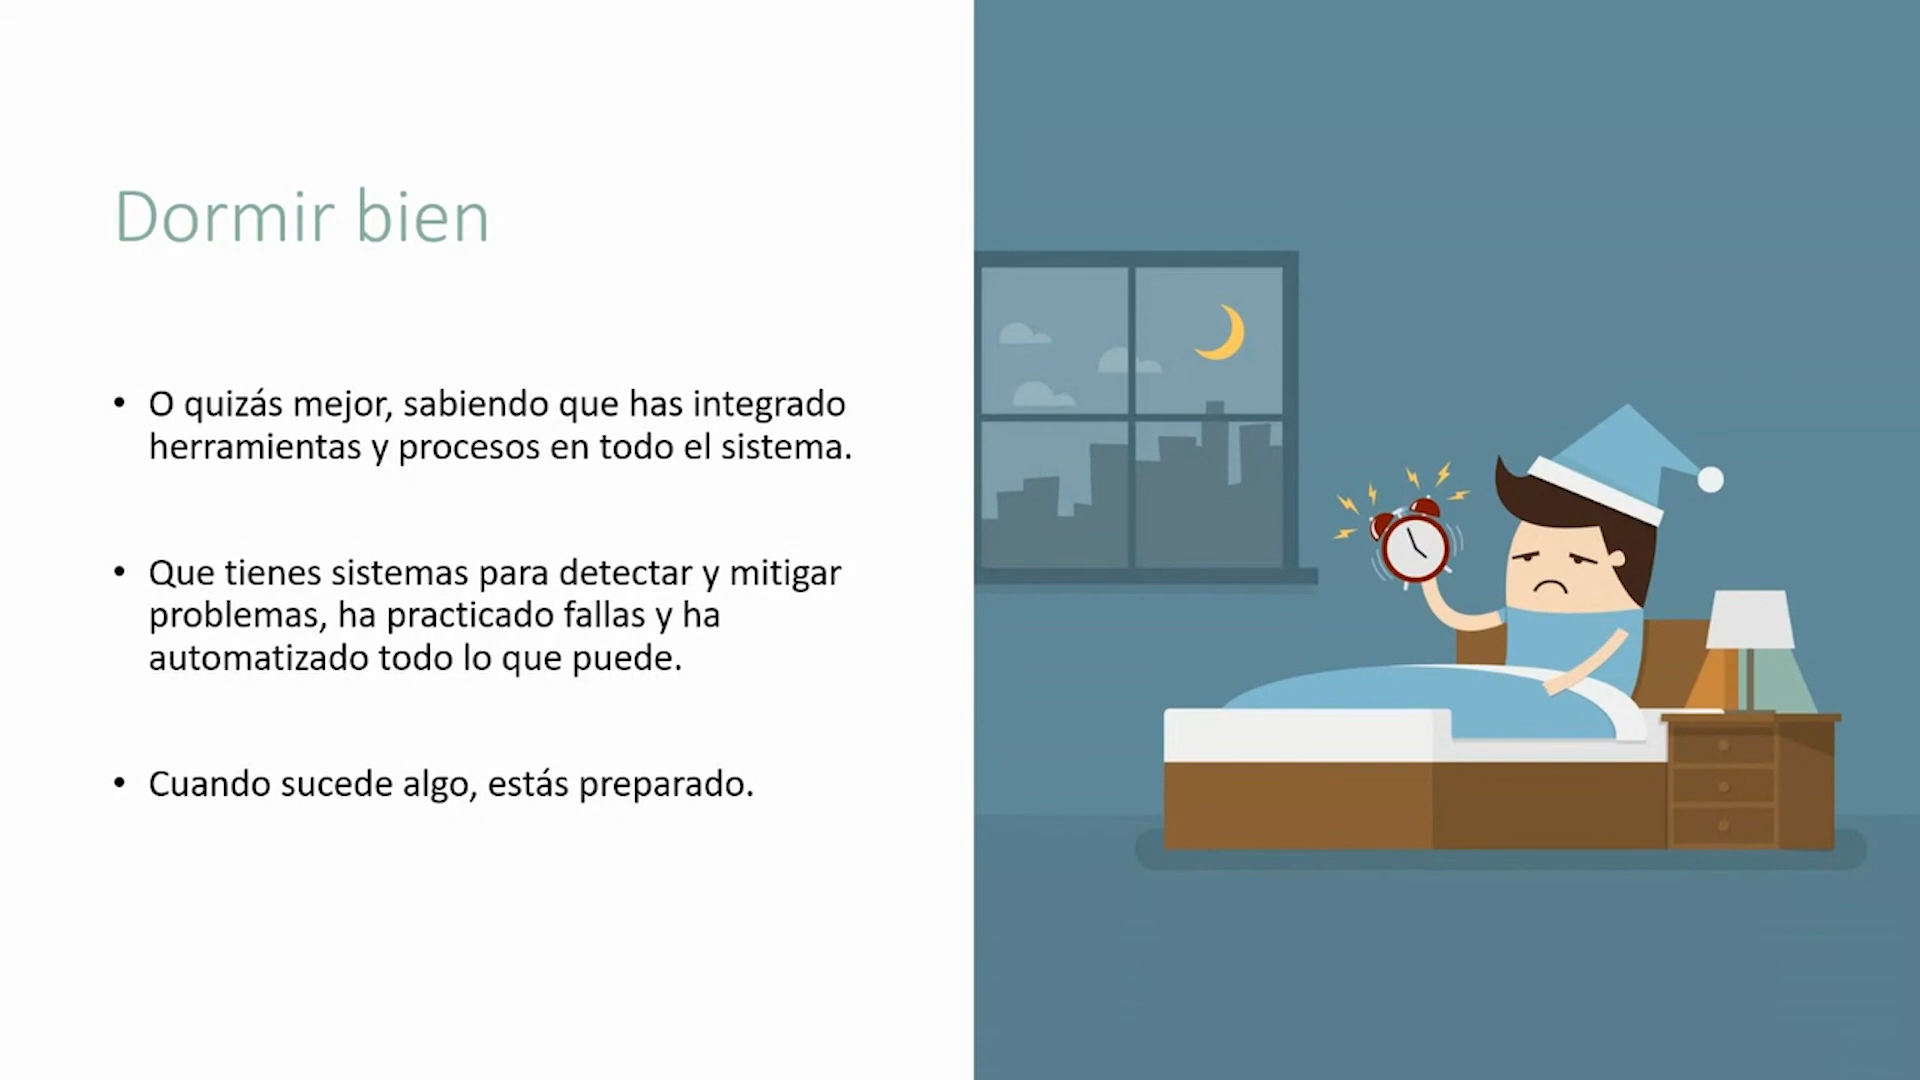 Dormir bien
• O quizás mejor, sabiendo que has integrado
herramientas y procesos en todo el sistema.
• Que tienes sistemas para detectar y mitigar
problemas, ha practicado fallas y ha
automatizado todo lo que puede.
• Cuando sucede algo, estás preparado.